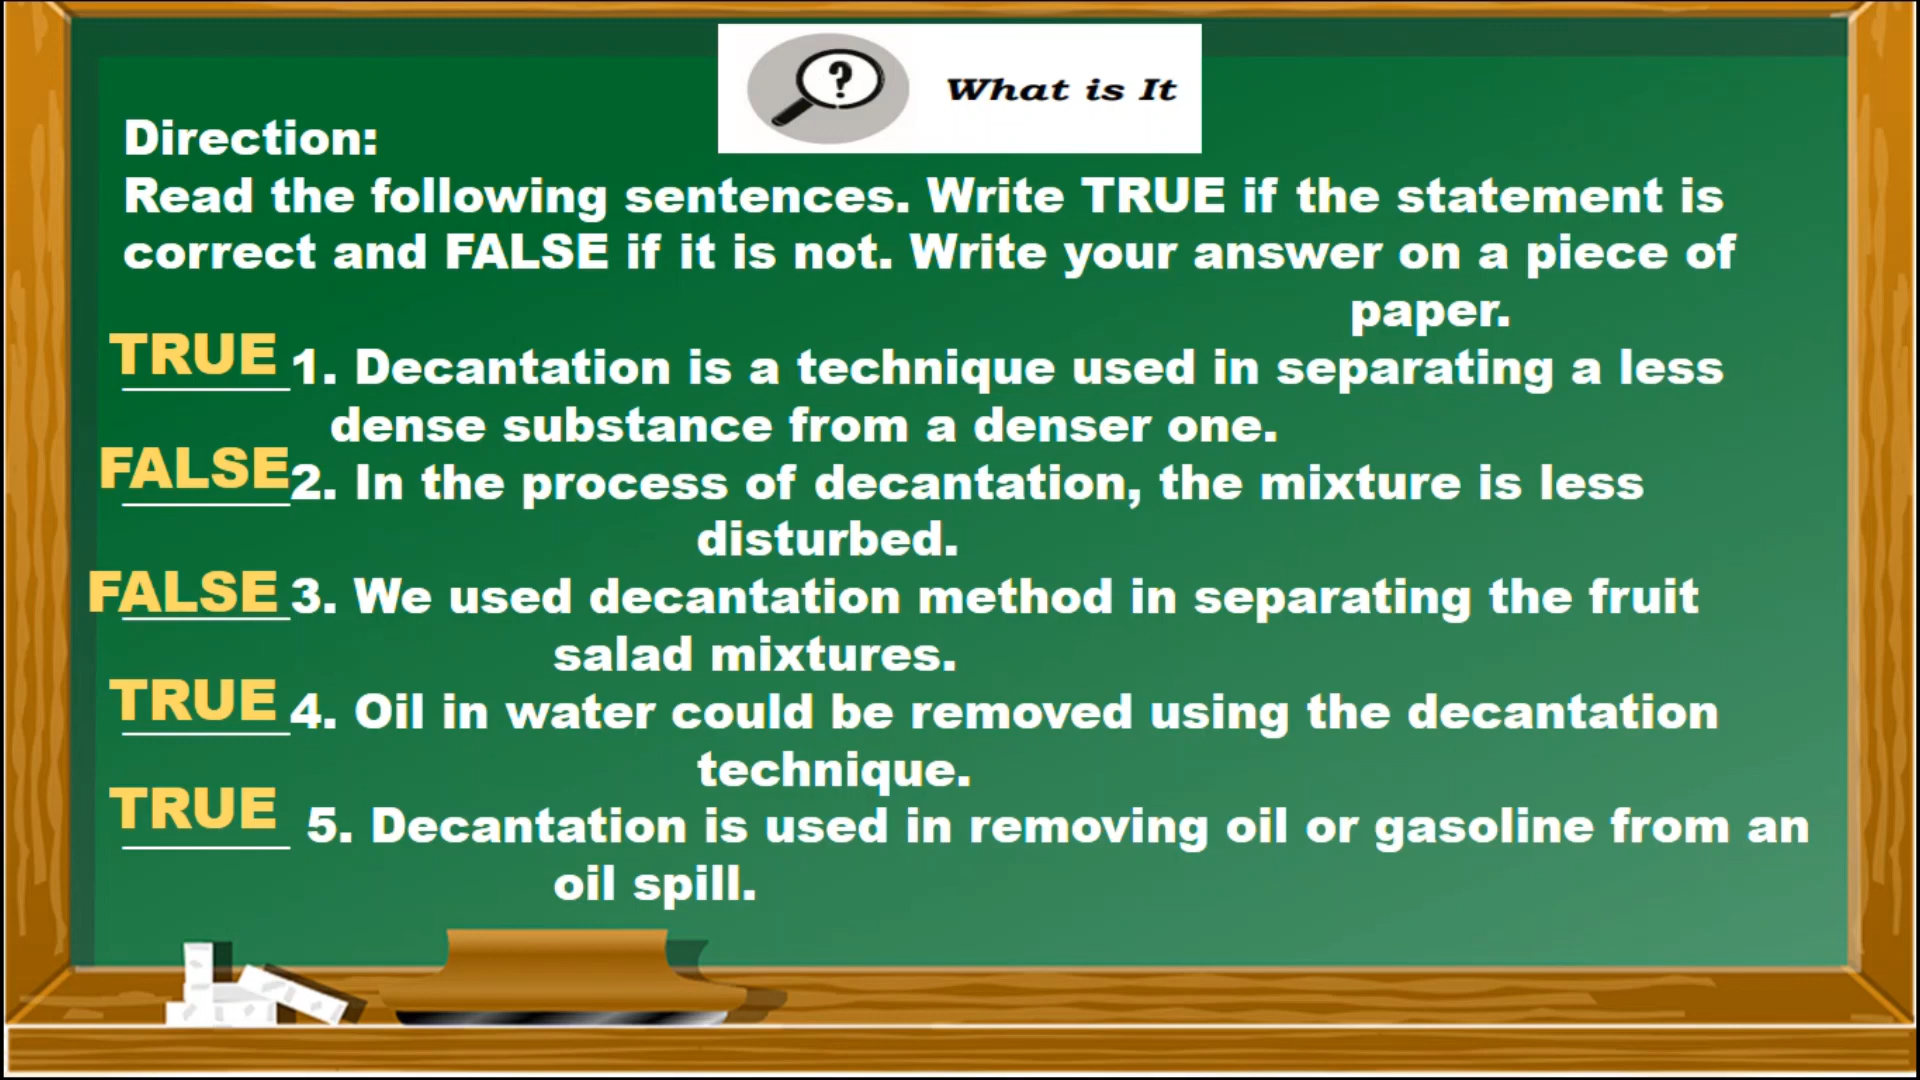 ?
What is It
Direction:
Read the following sentences. Write TRUE if the statement is
correct and FALSE if it is not. Write your answer on a piece of
paper.
TRUE 1. Decantation is a technique used in separating a less
dense substance from a denser one.
FALSE 2. In the process of decantation, the mixture is less
disturbed.
FALSE 3. We used decantation method in separating the fruit
salad mixtures.
TRUE 4. Oil in water could be removed using the decantation
technique.
TRUE 5. Decantation is used in removing oil or gasoline from an
oil spill.